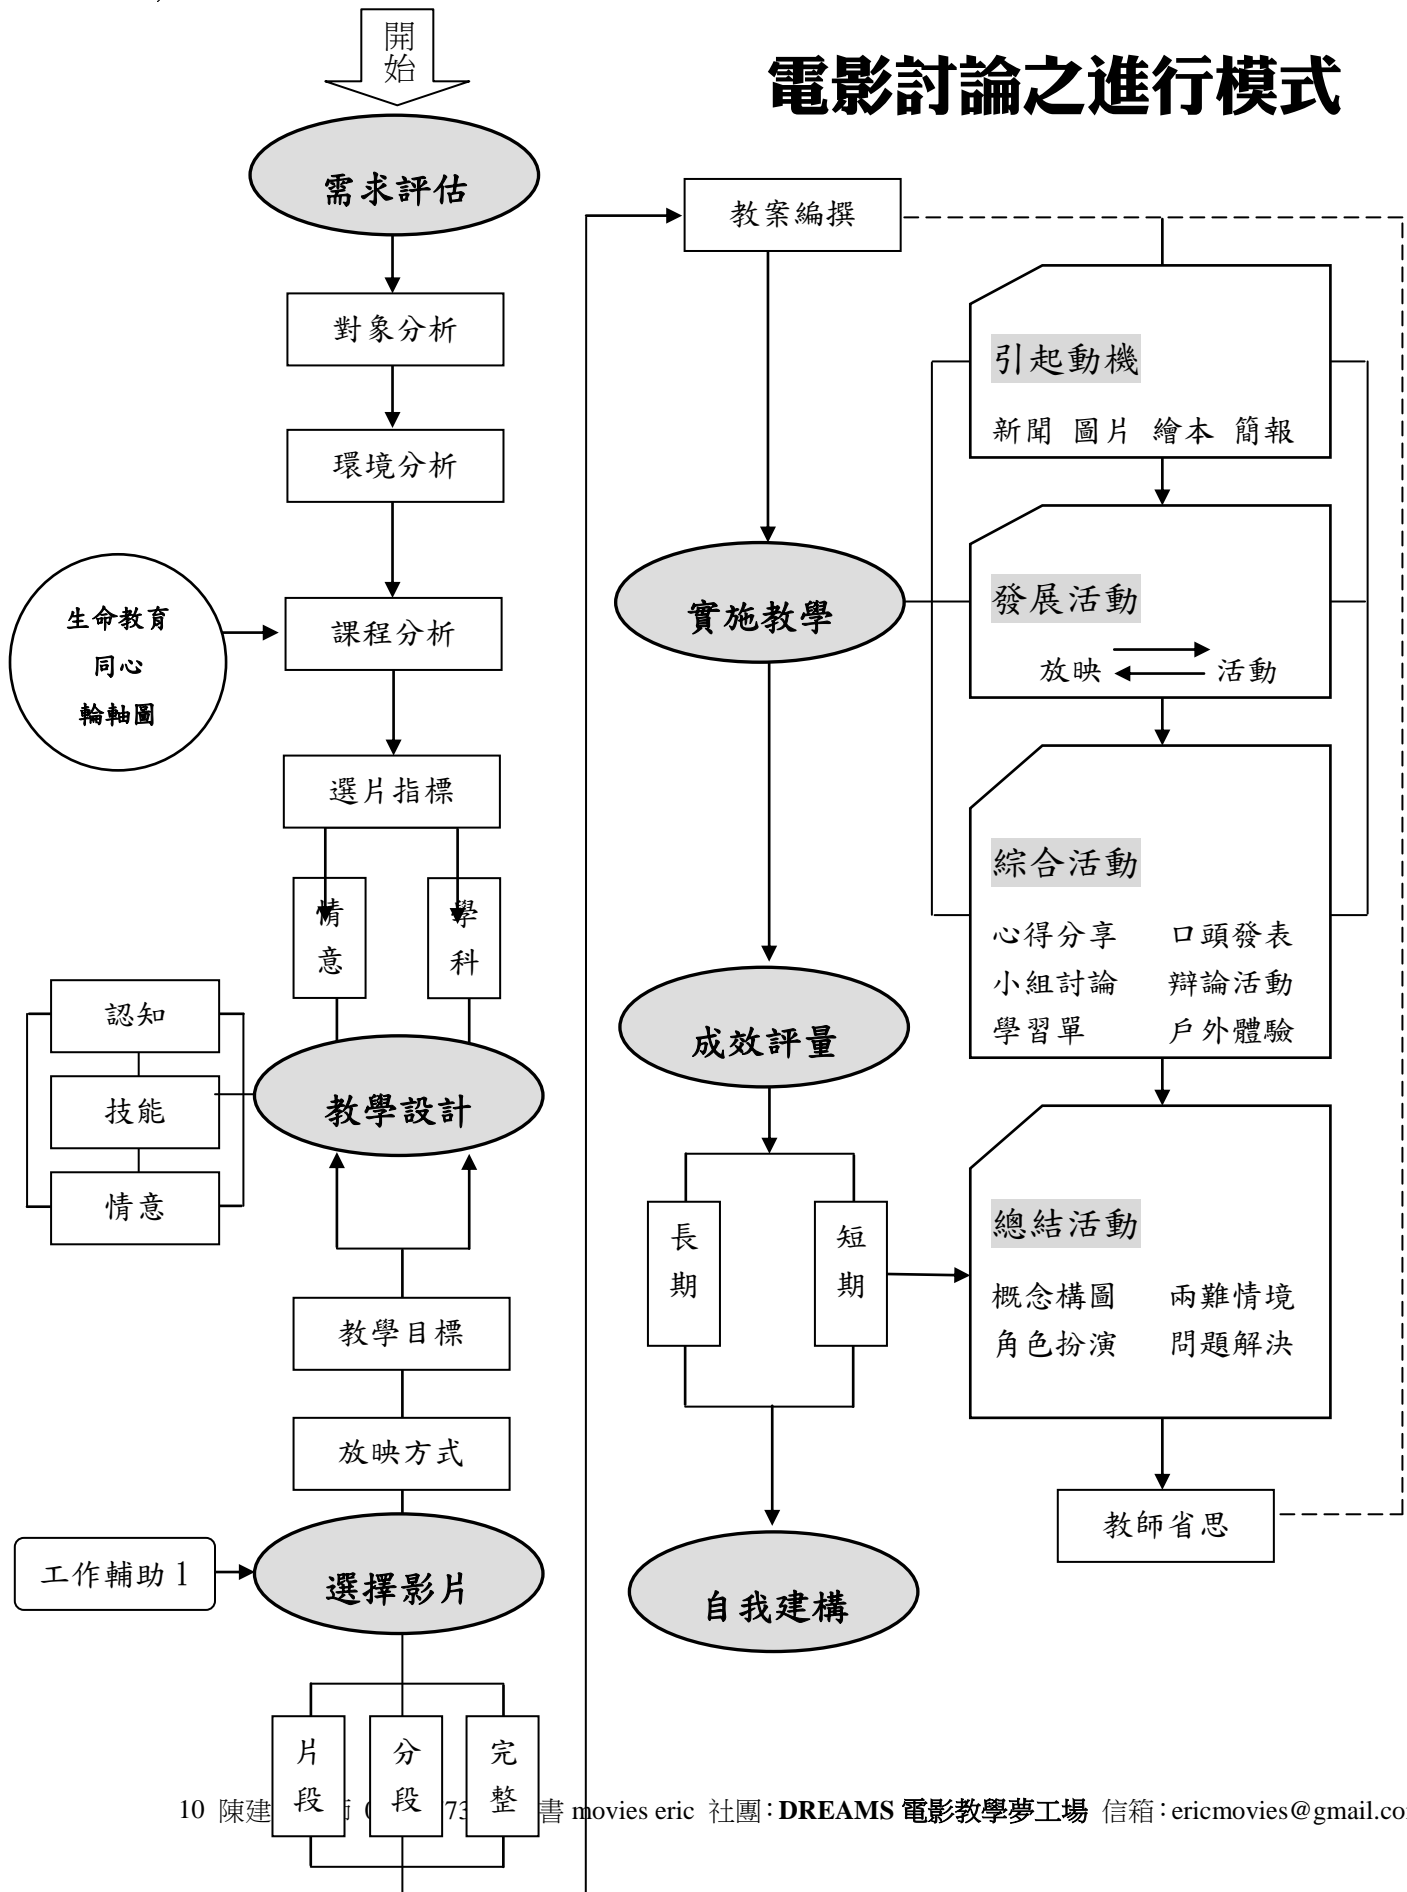 開始
電影討論之進行模式
需求評估
對象分析
環境分析
生命教育
同心
輪軸圖
課程分析
選片指標
情意
學科
認知
技能
情意
教學設計
教學目標
放映方式
工作輔助 1
選擇影片
片段
分段
完整
教案編撰
實施教學
成效評量
長期
短期
自我建構
引起動機
新聞 圖片 繪本 簡報
發展活動
放映 活動
綜合活動
心得分享 口頭發表
小組討論 辯論活動
學習單 戶外體驗
總結活動
概念構圖 兩難情境
角色扮演 問題解決
教師省思
10 陳建 73 書 movies eric 社團：DREAMS 電影教學夢工場 信箱：ericmovies@gmail.co